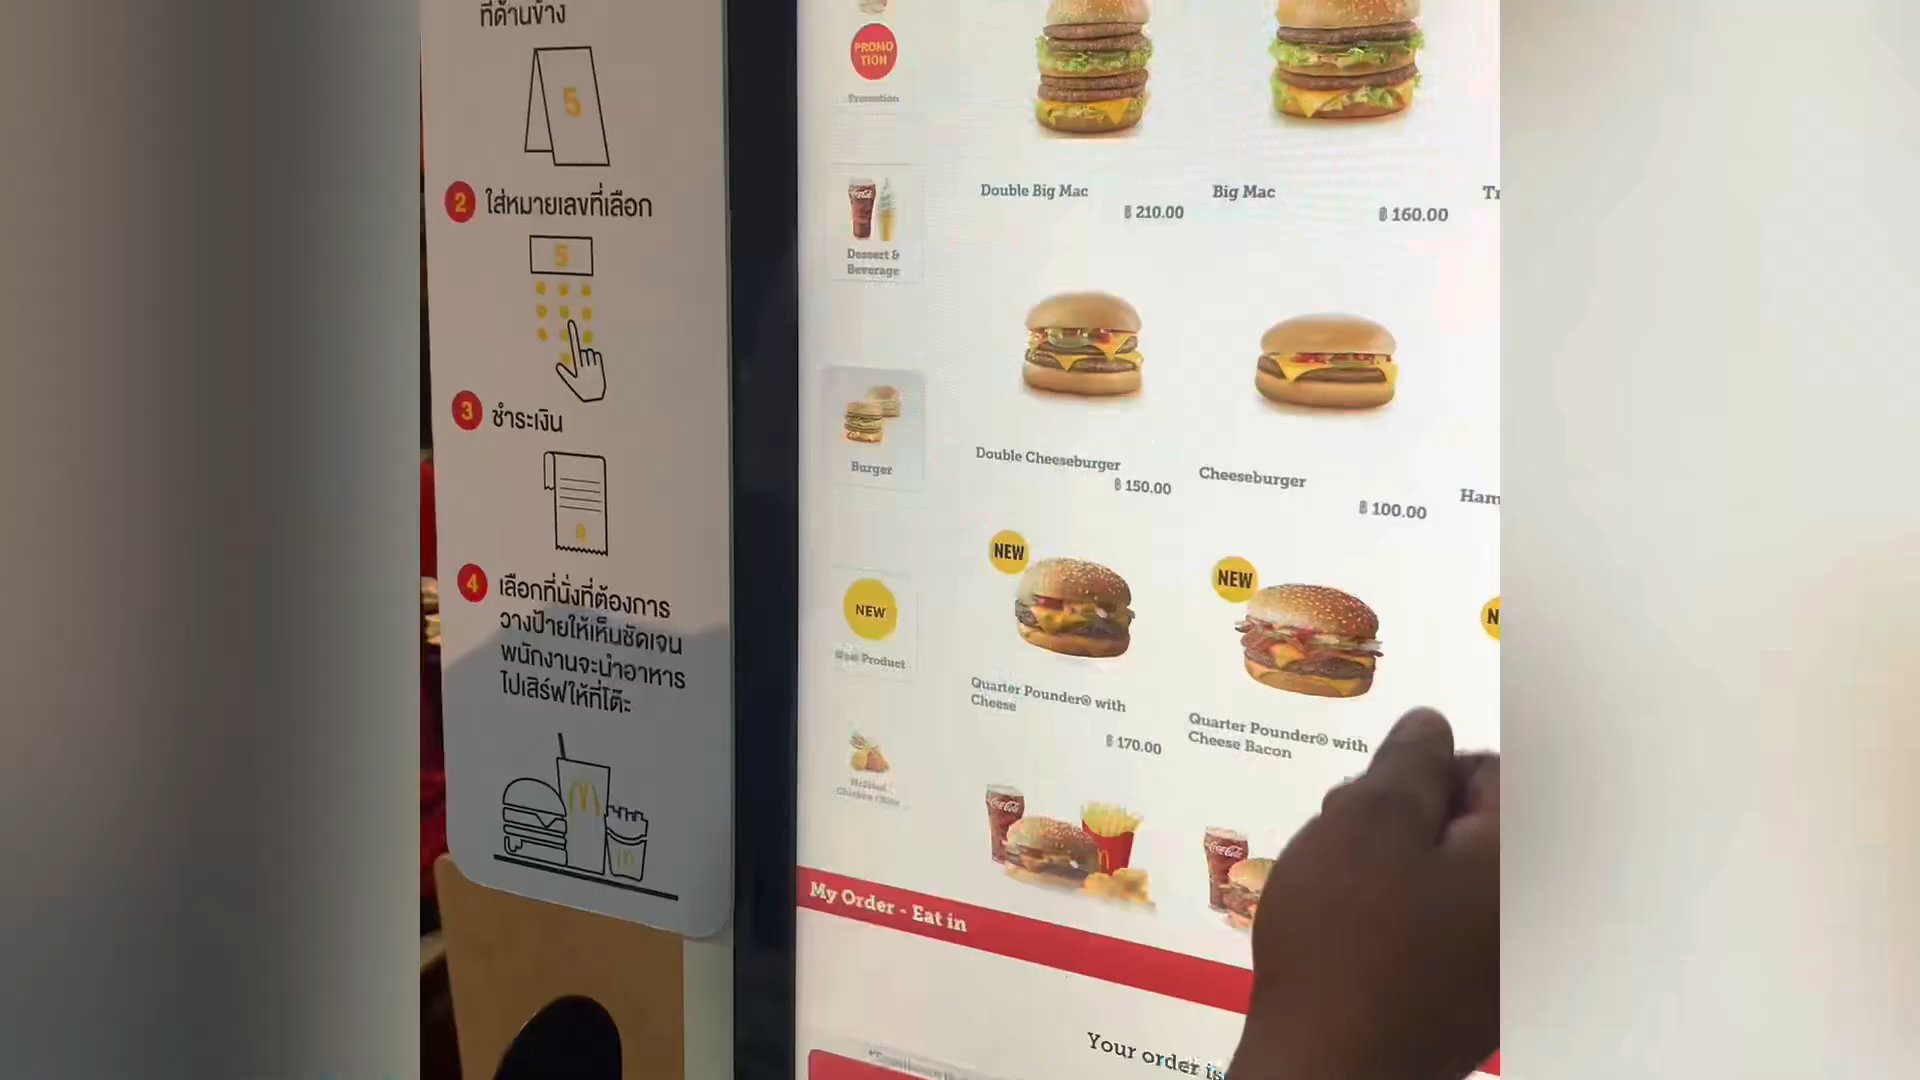 ที่ด้านข้าง
5
2 ใส่หมายเลขที่เลือก
5
3 ชำระเงิน
4 เลือกที่นั่งที่ต้องการ
วางป้ายให้เห็นชัดเจน
พนักงานจะนำอาหาร
ไปเสิร์ฟให้ที่โต๊ะ
PROMO
TION
Promotion
Dessert &
Beverage
Burger
NEW
New Product
Double Big Mac
฿ 210.00
Big Mac
฿ 160.00
Double Cheeseburger
฿ 150.00
Cheeseburger
฿ 100.00
Ham
NEW
Quarter Pounder® with
Cheese
฿ 170.00
NEW
Quarter Pounder® with
Cheese Bacon
Coca-Cola
Coca-Cola
My Order - Eat in
Your order is